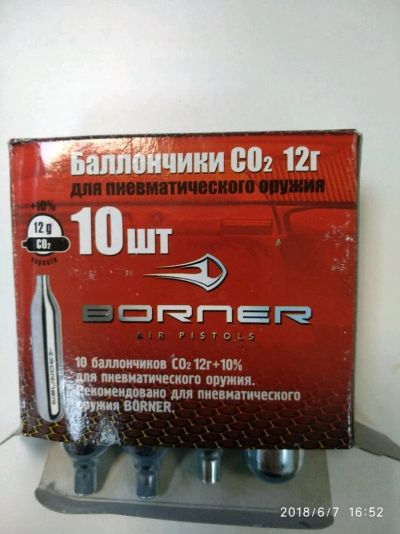 Баллончики CO₂ 12г
для пневматического оружия
+10%
12 g
CO₂
10шт
BORNER
AIR PISTOLS
10 баллончиков CO₂ 12г+10%
для пневматического оружия.
Рекомендовано для пневматического
оружия BORNER.
BORNER
2018/6/7 16:52